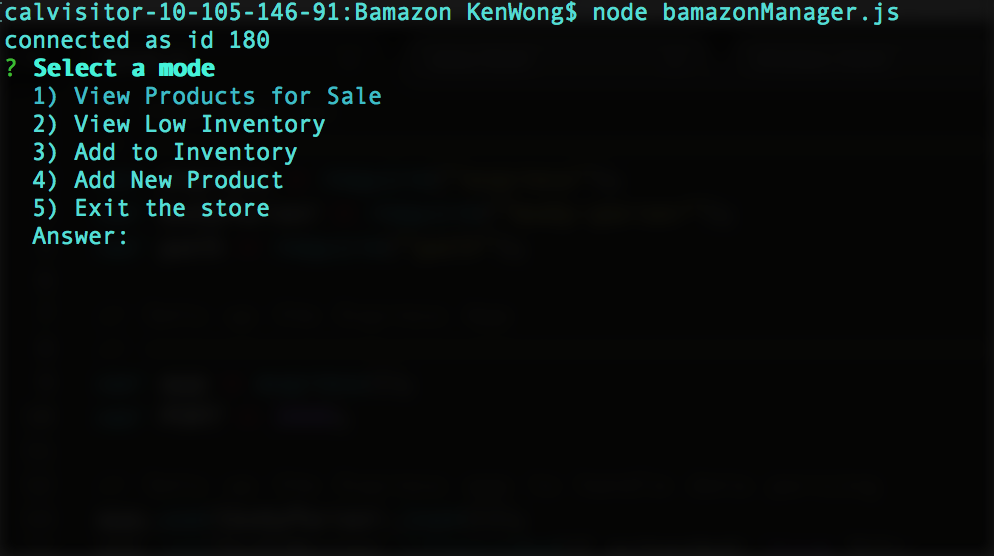 calvisitor-10-105-146-91:Bamazon KenWong$ node bamazonManager.js
connected as id 180
? Select a mode
1) View Products for Sale
2) View Low Inventory
3) Add to Inventory
4) Add New Product
5) Exit the store
Answer: